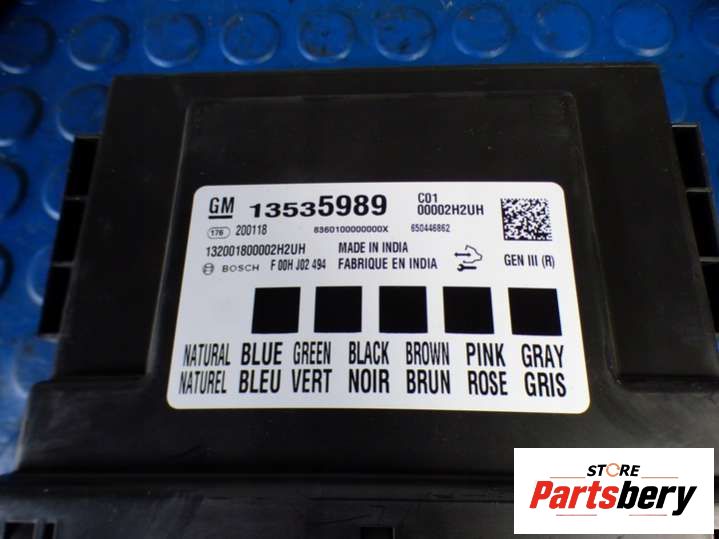 GM 13535989 C01
00002H2UH
176 200118 8360100000000X 650446862
132001800002H2UH MADE IN INDIA
BOSCH F 00H J02 494 FABRIQUE EN INDIA GEN III (R)
NATURAL BLUE GREEN BLACK BROWN PINK GRAY
NATUREL BLEU VERT NOIR BRUN ROSE GRIS
STORE
Partsbery